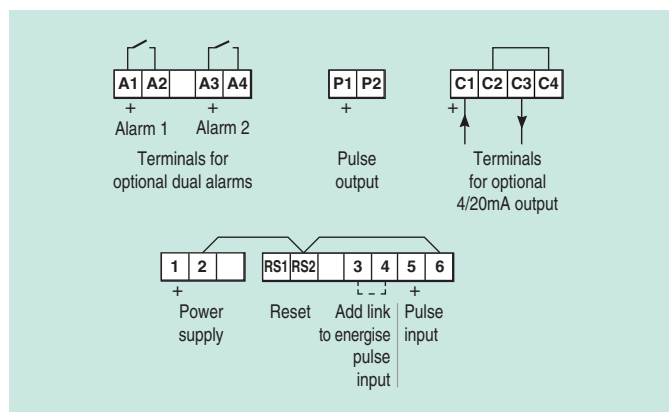 A1 A2 A3 A4
+ +
Alarm 1 Alarm 2
Terminals for
optional dual alarms
P1 P2
+
Pulse
output
C1 C2 C3 C4
+
Terminals
for optional
4/20mA output
1 2
+
Power
supply
RS1 RS2 3 4 5 6
+
Reset
Add link
to energise
pulse
input
Pulse
input